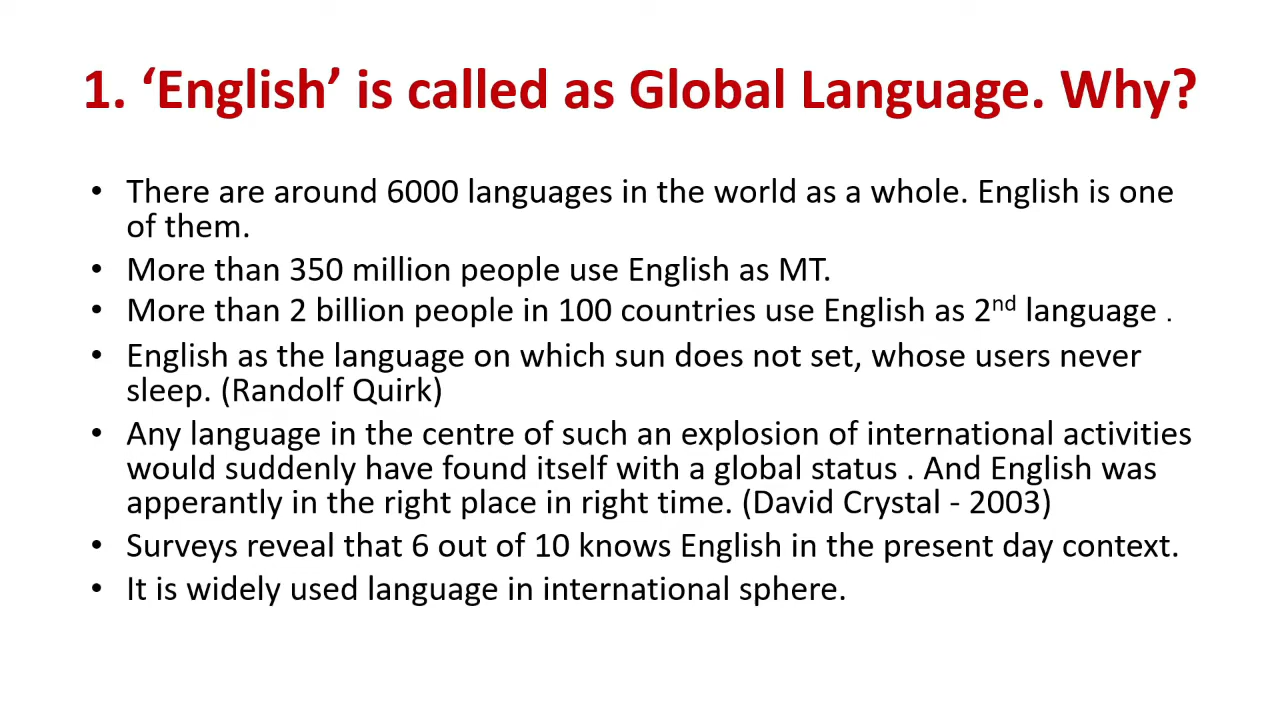 1. ‘English’ is called as Global Language. Why?
• There are around 6000 languages in the world as a whole. English is one
of them.
• More than 350 million people use English as MT.
• More than 2 billion people in 100 countries use English as 2nd language .
• English as the language on which sun does not set, whose users never
sleep. (Randolf Quirk)
• Any language in the centre of such an explosion of international activities
would suddenly have found itself with a global status . And English was
apperantly in the right place in right time. (David Crystal - 2003)
• Surveys reveal that 6 out of 10 knows English in the present day context.
• It is widely used language in international sphere.